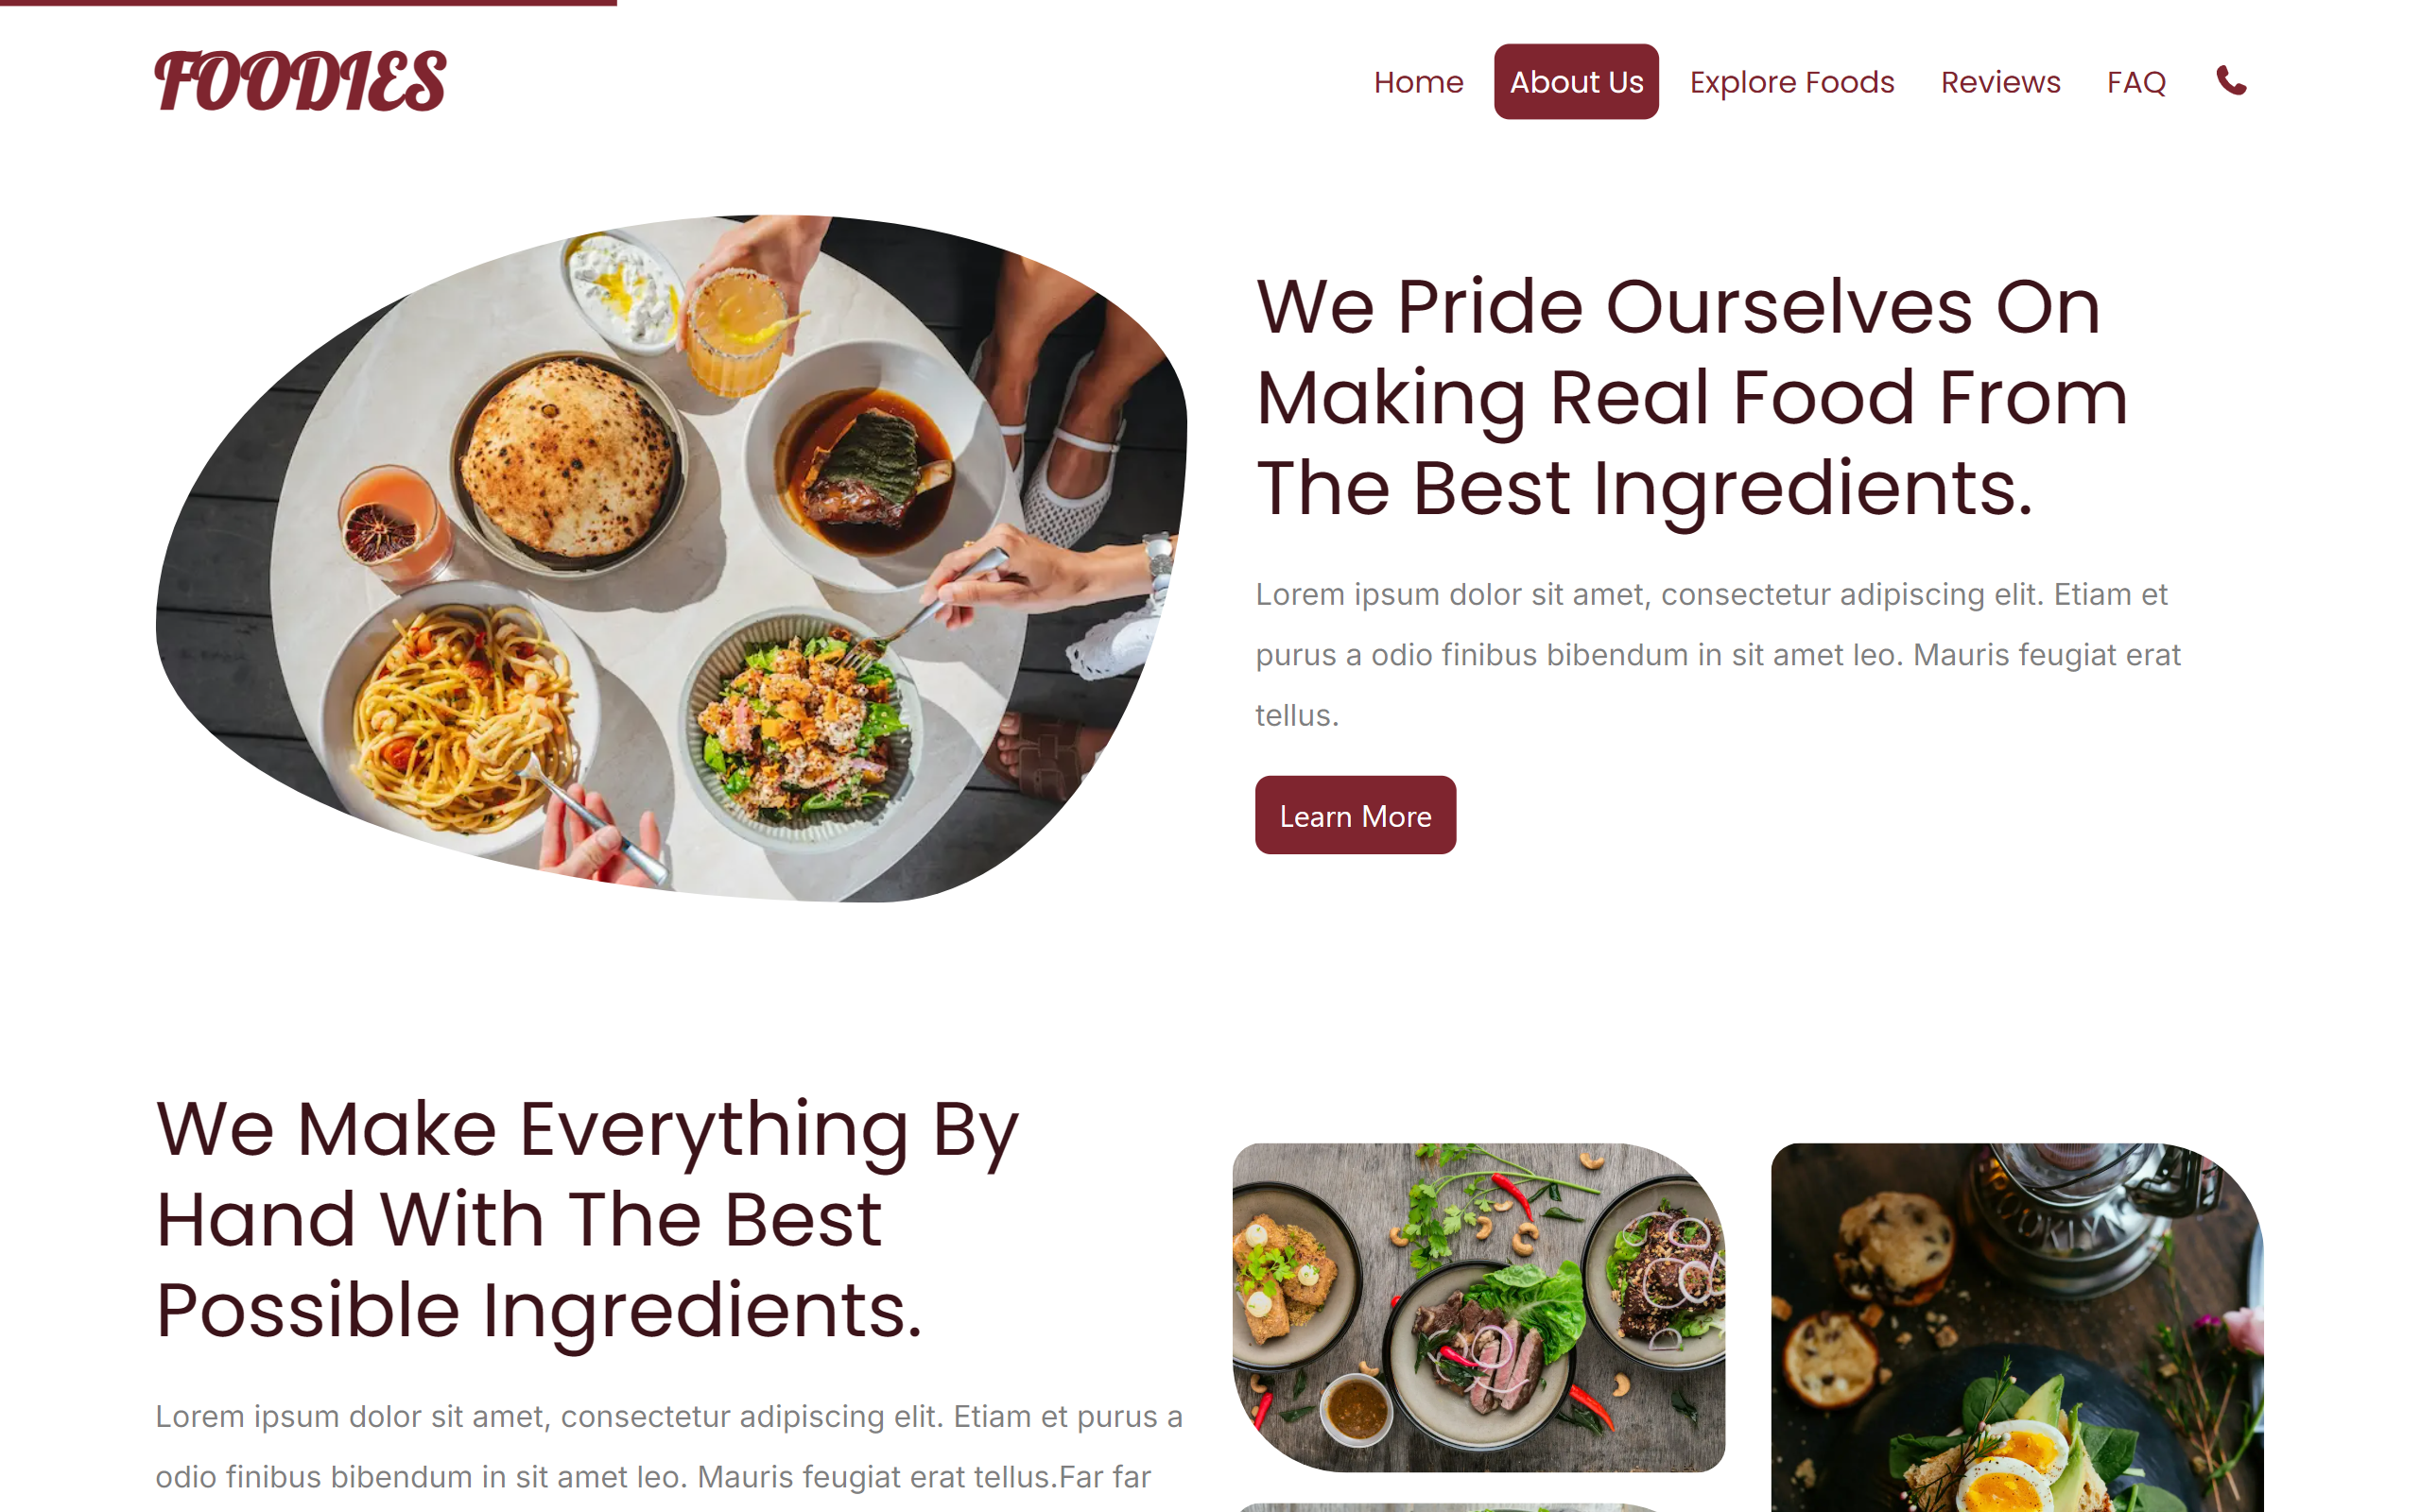 FOODIES
Home About Us Explore Foods Reviews FAQ
We Pride Ourselves On
Making Real Food From
The Best Ingredients.
Lorem ipsum dolor sit amet, consectetur adipiscing elit. Etiam et
purus a odio finibus bibendum in sit amet leo. Mauris feugiat erat
tellus.
Learn More
We Make Everything By
Hand With The Best
Possible Ingredients.
Lorem ipsum dolor sit amet, consectetur adipiscing elit. Etiam et purus a
odio finibus bibendum in sit amet leo. Mauris feugiat erat tellus.Far far